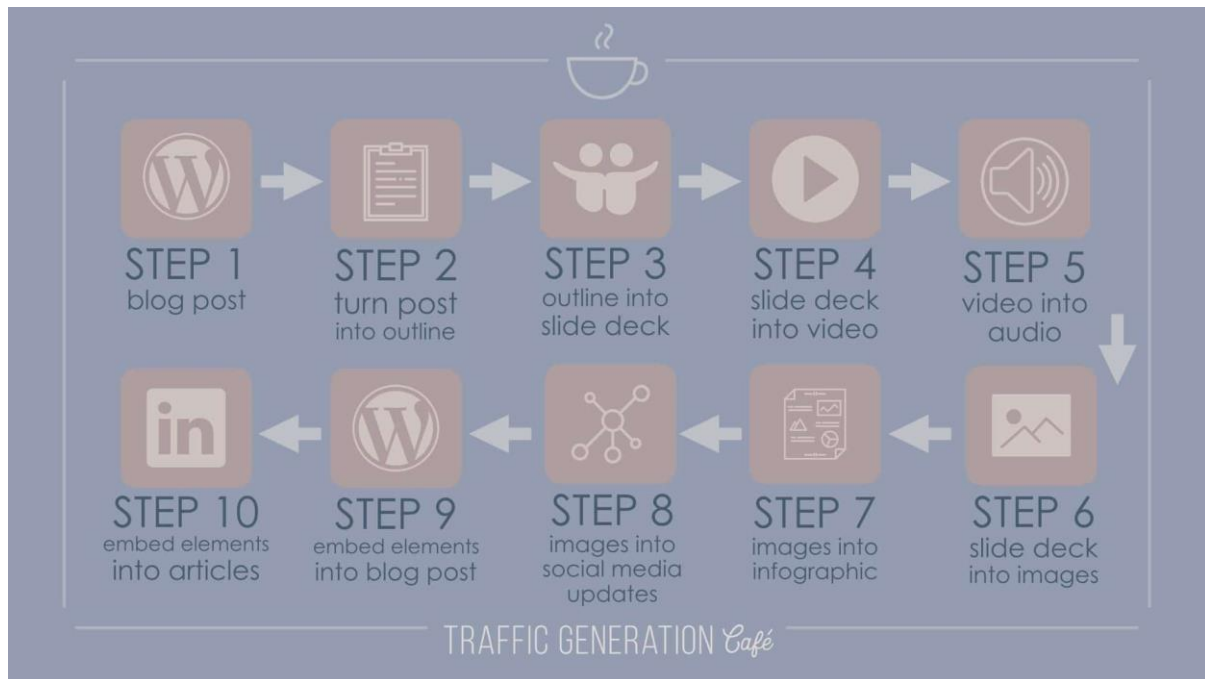 STEP 1
blog post
STEP 2
turn post
into outline
STEP 3
outline into
slide deck
STEP 4
slide deck
into video
STEP 5
video into
audio
STEP 6
slide deck
into images
STEP 7
images into
infographic
STEP 8
images into
social media
updates
STEP 9
embed elements
into blog post
STEP 10
embed elements
into articles
TRAFFIC GENERATION Café